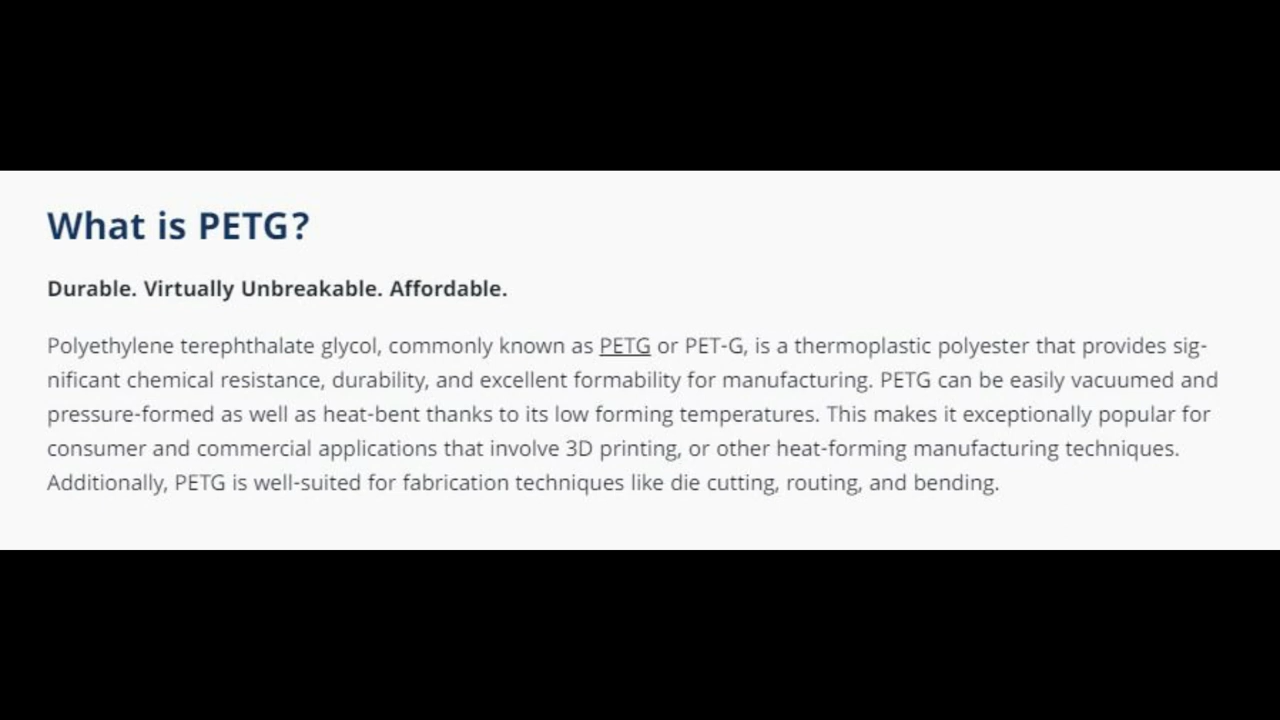 What is PETG?
Durable. Virtually Unbreakable. Affordable.
Polyethylene terephthalate glycol, commonly known as PETG or PET-G, is a thermoplastic polyester that provides sig-
nificant chemical resistance, durability, and excellent formability for manufacturing. PETG can be easily vacuumed and
pressure-formed as well as heat-bent thanks to its low forming temperatures. This makes it exceptionally popular for
consumer and commercial applications that involve 3D printing, or other heat-forming manufacturing techniques.
Additionally, PETG is well-suited for fabrication techniques like die cutting, routing, and bending.